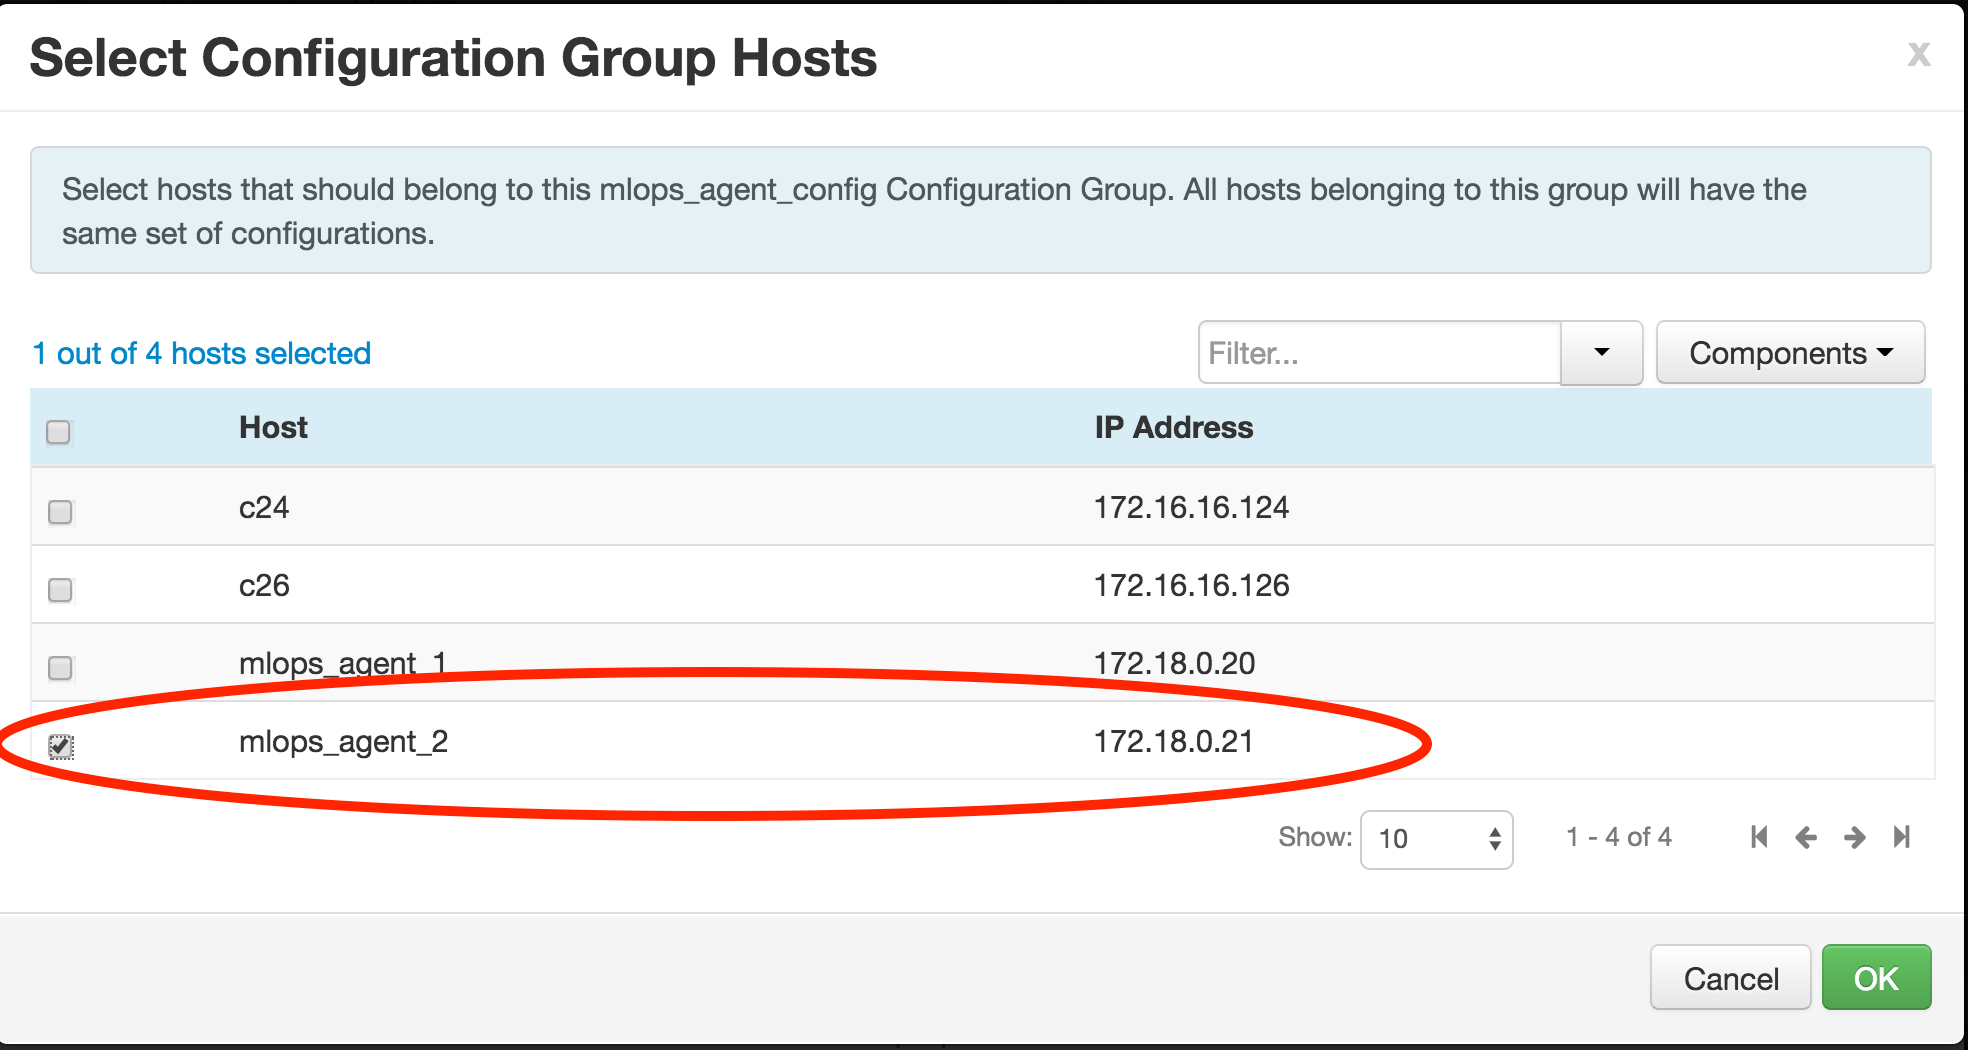 Select Configuration Group Hosts
x
Select hosts that should belong to this mlops_agent_config Configuration Group. All hosts belonging to this group will have the
same set of configurations.
1 out of 4 hosts selected
Filter...
Components
Host IP Address
c24 172.16.16.124
c26 172.16.16.126
mlops_agent_1 172.18.0.20
mlops_agent_2 172.18.0.21
Show: 10 1 - 4 of 4
Cancel OK